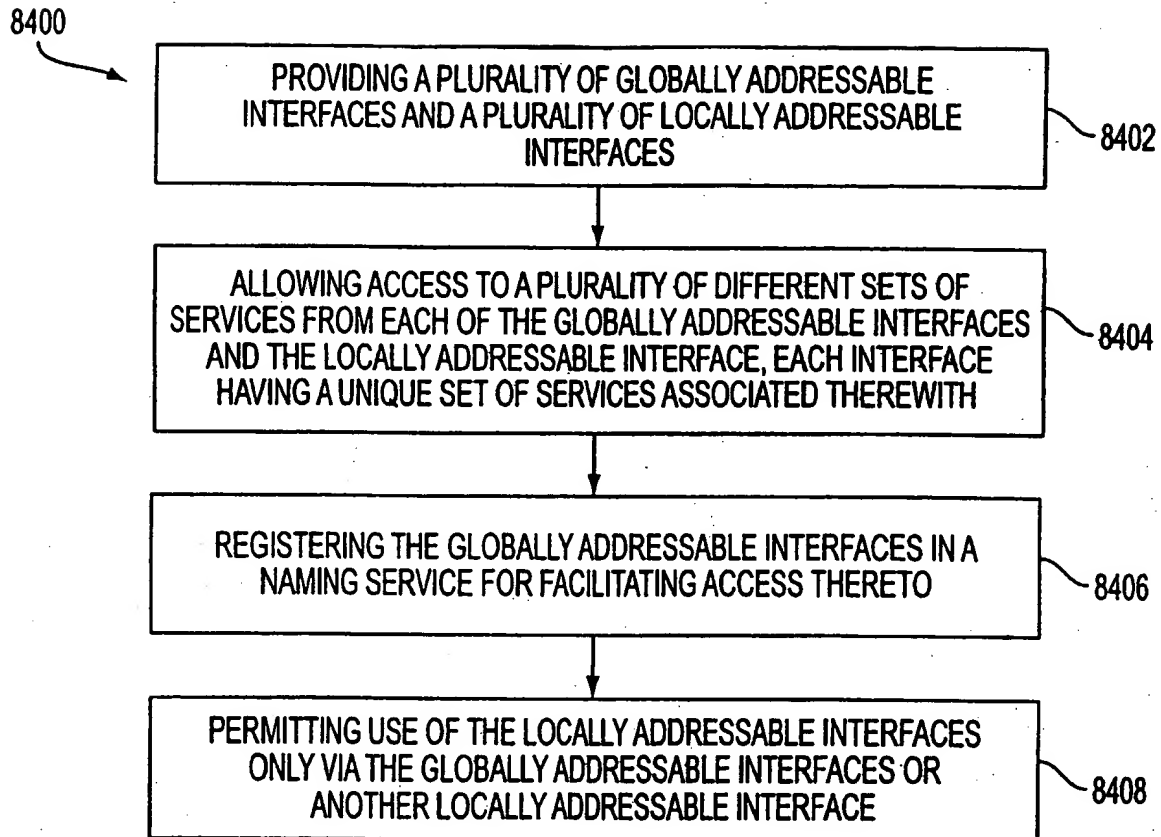 8400
PROVIDING A PLURALITY OF GLOBALLY ADDRESSABLE
INTERFACES AND A PLURALITY OF LOCALLY ADDRESSABLE
INTERFACES
8402
ALLOWING ACCESS TO A PLURALITY OF DIFFERENT SETS OF
SERVICES FROM EACH OF THE GLOBALLY ADDRESSABLE INTERFACES
AND THE LOCALLY ADDRESSABLE INTERFACE, EACH INTERFACE
HAVING A UNIQUE SET OF SERVICES ASSOCIATED THEREWITH
8404
REGISTERING THE GLOBALLY ADDRESSABLE INTERFACES IN A
NAMING SERVICE FOR FACILITATING ACCESS THERETO
8406
PERMITTING USE OF THE LOCALLY ADDRESSABLE INTERFACES
ONLY VIA THE GLOBALLY ADDRESSABLE INTERFACES OR
ANOTHER LOCALLY ADDRESSABLE INTERFACE
8408